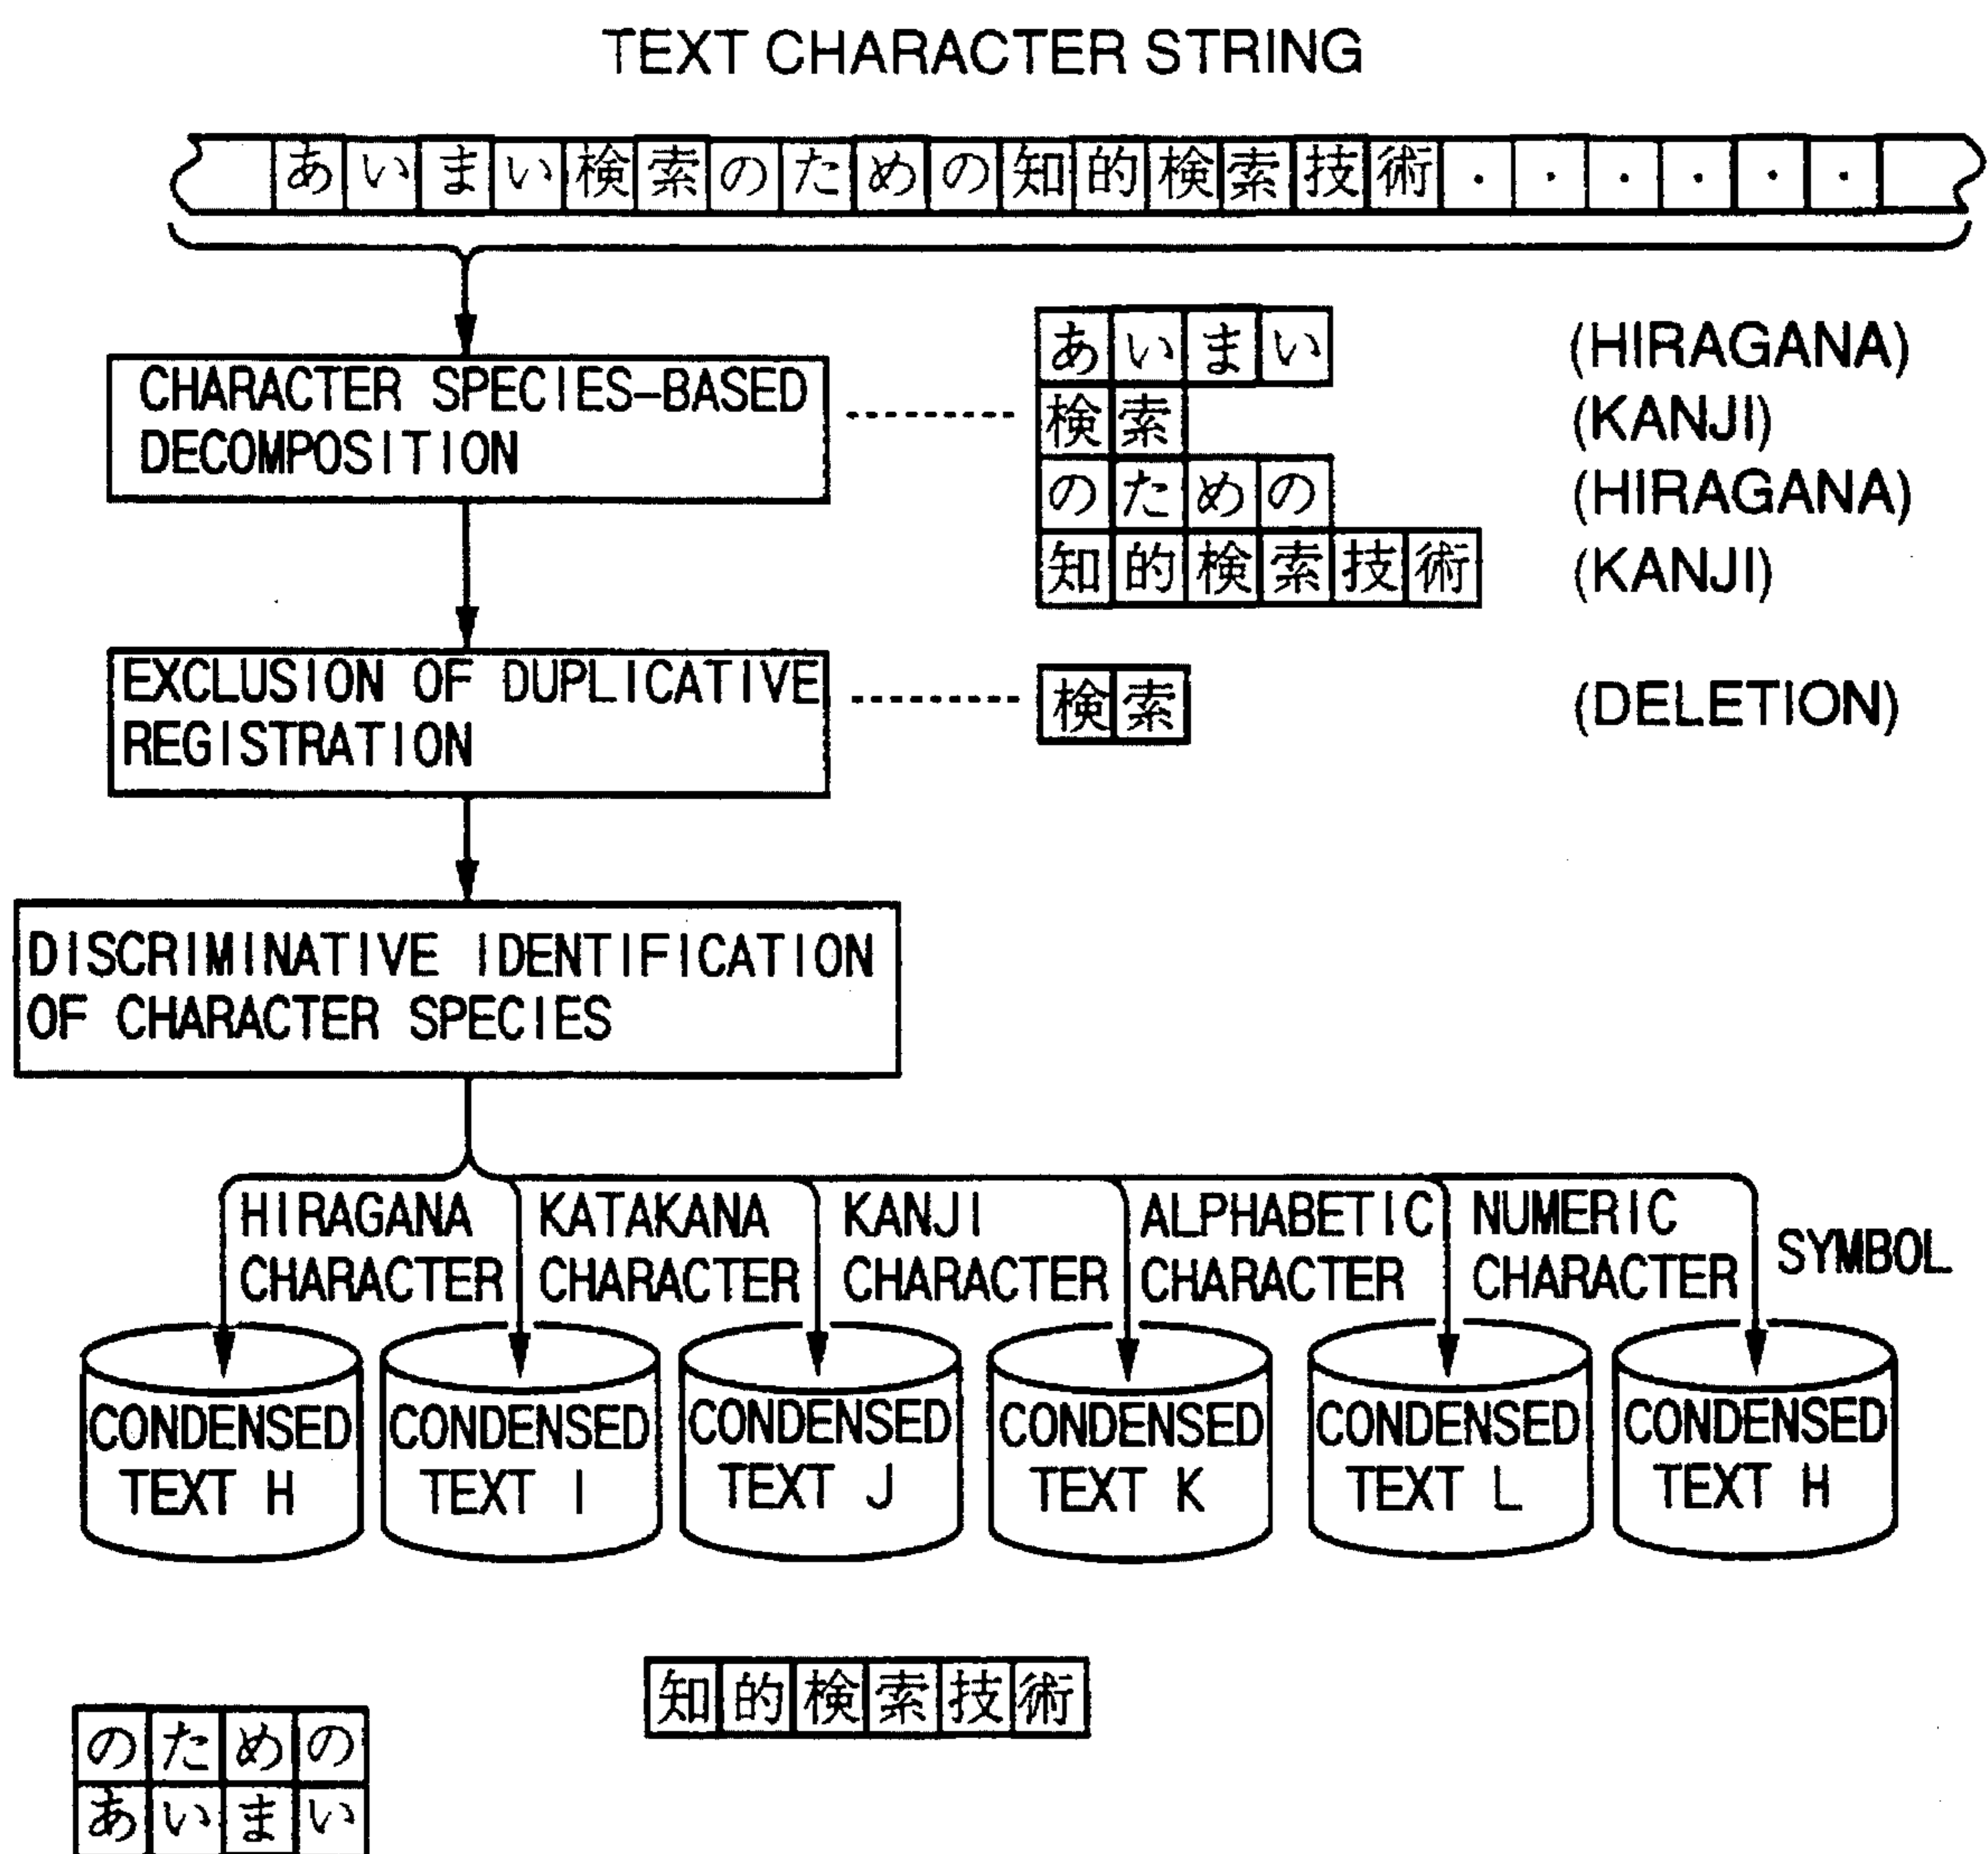 TEXT CHARACTER STRING
あいまい検索のための知的検索技術・・・・・・
CHARACTER SPECIES-BASED
DECOMPOSITION
あいまい (HIRAGANA)
検索 (KANJI)
のための (HIRAGANA)
知的検索技術 (KANJI)
EXCLUSION OF DUPLICATIVE
REGISTRATION
検索 (DELETION)
DISCRIMINATIVE IDENTIFICATION
OF CHARACTER SPECIES
HIRAGANA
CHARACTER
KATAKANA
CHARACTER
KANJI
CHARACTER
ALPHABETIC
CHARACTER
NUMERIC
CHARACTER
SYMBOL
CONDENSED
TEXT H
CONDENSED
TEXT I
CONDENSED
TEXT J
CONDENSED
TEXT K
CONDENSED
TEXT L
CONDENSED
TEXT H
知的検索技術
のための
あいまい